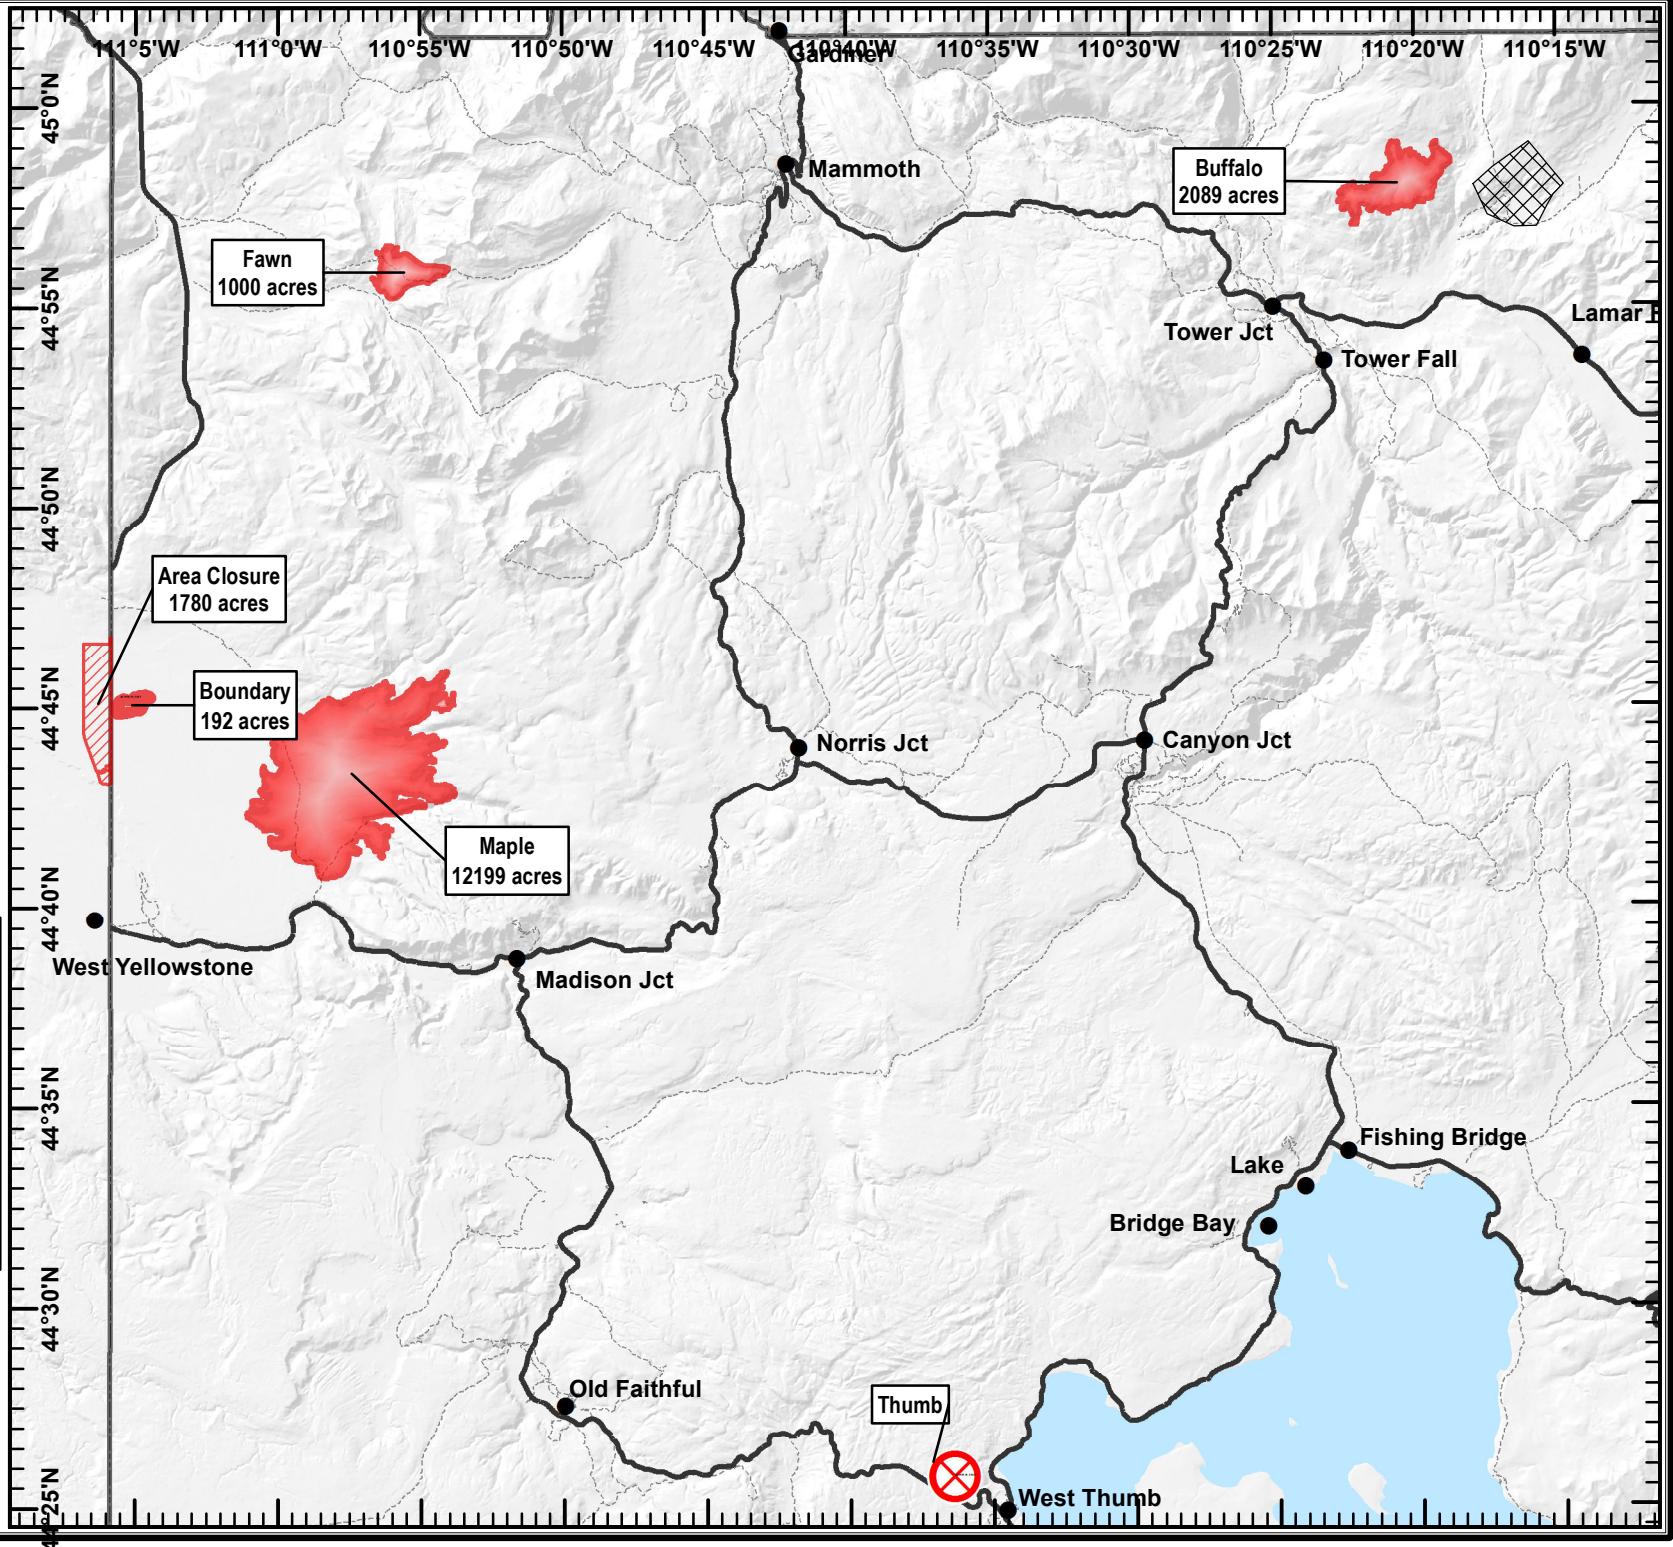 111°5'W 111°0'W 110°55'W 110°50'W 110°45'W 110°40'W 110°35'W 110°30'W 110°25'W 110°20'W 110°15'W
Gardiner
45°0'N
Mammoth
Buffalo
2089 acres
Fawn
1000 acres
44°55'N
Lamar
Tower Jct
Tower Fall
44°50'N
Area Closure
1780 acres
Boundary
192 acres
44°45'N
Norris Jct
Canyon Jct
Maple
12199 acres
44°40'N
West Yellowstone
Madison Jct
44°35'N
Fishing Bridge
Lake
Bridge Bay
44°30'N
Old Faithful
Thumb
West Thumb
44°25'N